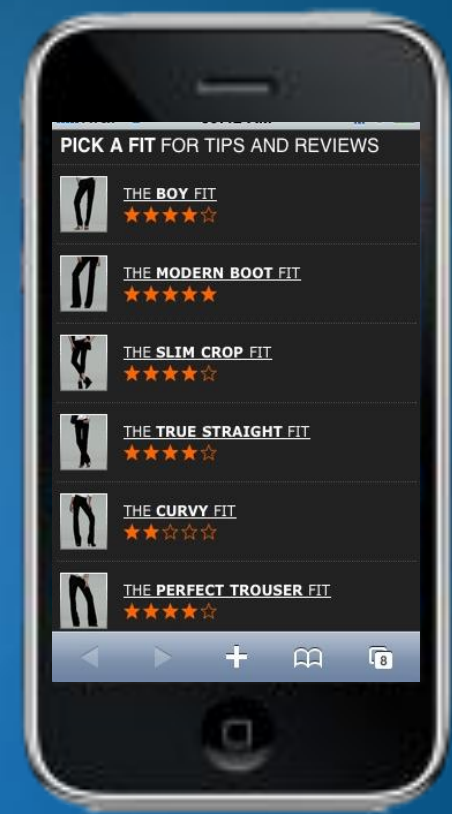 PICK A FIT FOR TIPS AND REVIEWS
THE BOY FIT
THE MODERN BOOT FIT
THE SLIM CROP FIT
THE TRUE STRAIGHT FIT
THE CURVY FIT
THE PERFECT TROUSER FIT
8